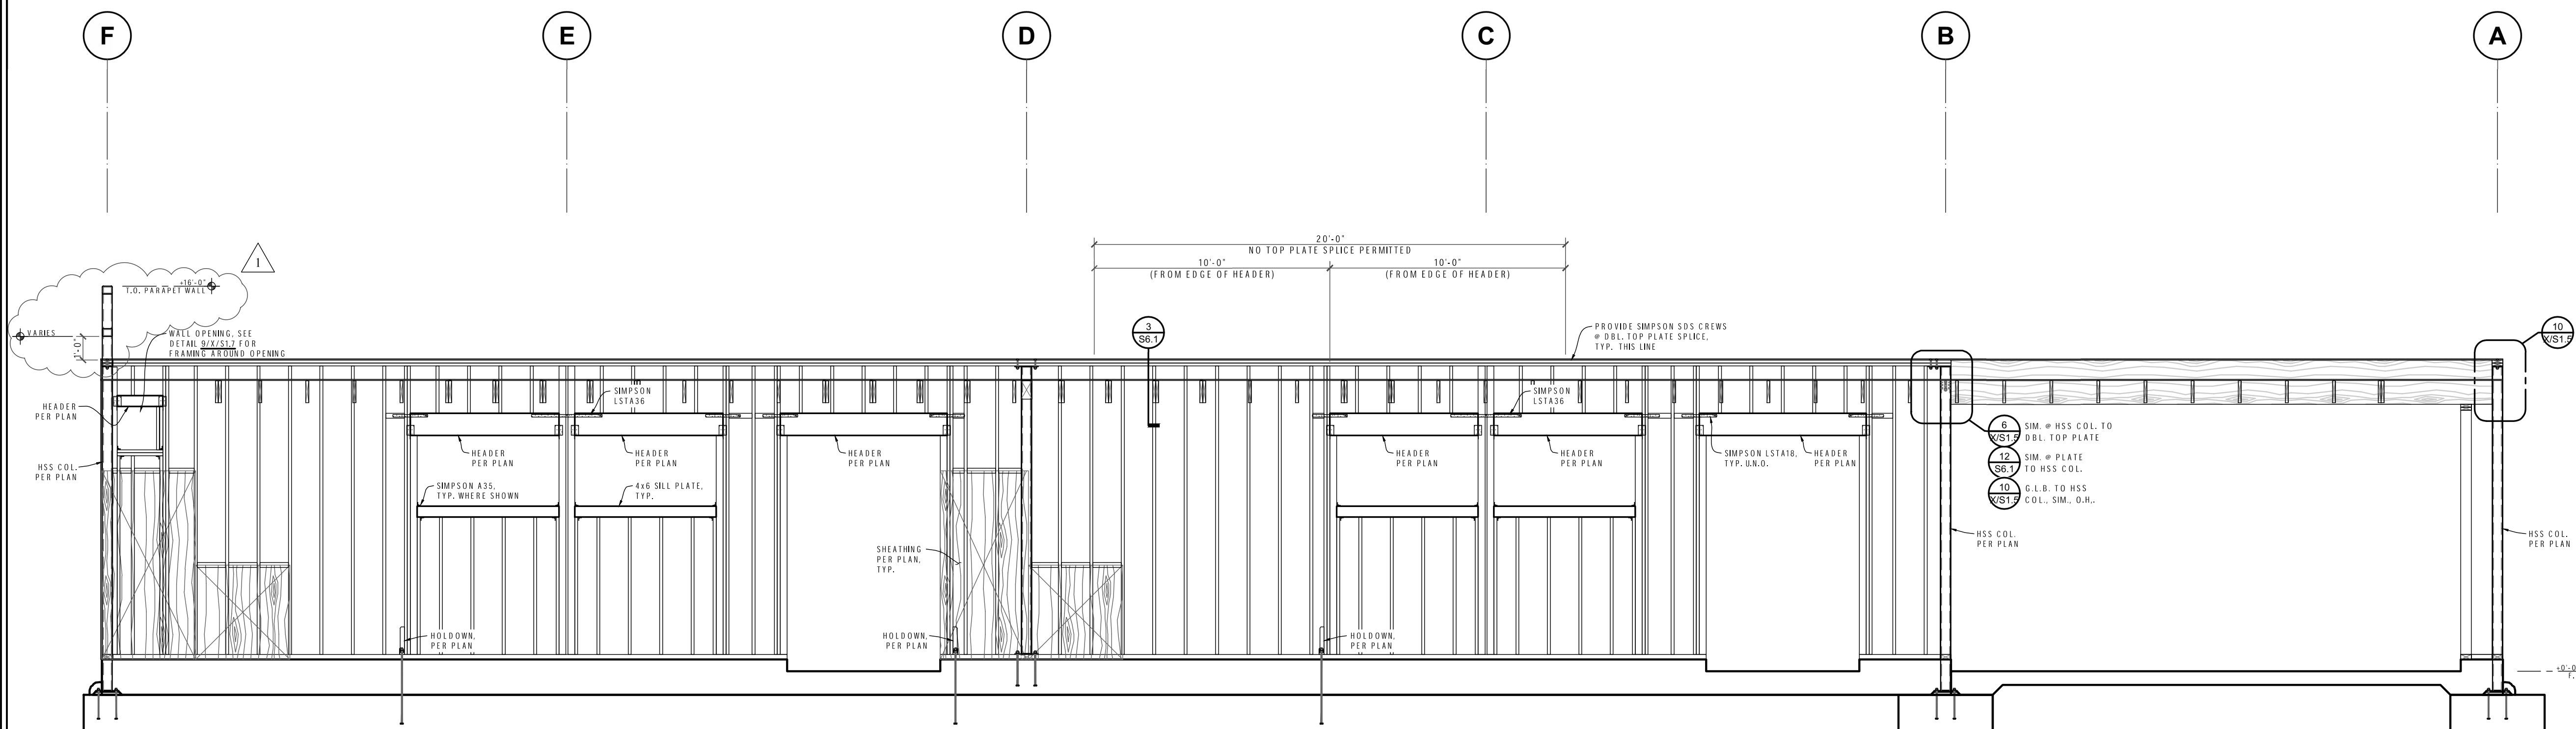 F
E
D
C
B
A
1
+16'-0"
T.O. PARAPET WALL
VARIES
1'-0"
WALL OPENING, SEE
DETAIL 9/X/S1.7 FOR
FRAMING AROUND OPENING
20'-0"
NO TOP PLATE SPLICE PERMITTED
10'-0"
(FROM EDGE OF HEADER)
10'-0"
(FROM EDGE OF HEADER)
3
S6.1
PROVIDE SIMPSON SDS CREWS
@ DBL. TOP PLATE SPLICE,
TYP. THIS LINE
10
X/S1.5
HEADER
PER PLAN
HSS COL.
PER PLAN
SIMPSON
LSTA36
SIMPSON
LSTA36
HEADER
PER PLAN
HEADER
PER PLAN
HEADER
PER PLAN
HEADER
PER PLAN
HEADER
PER PLAN
SIMPSON LSTA18,
TYP. U.N.O.
HEADER
PER PLAN
6
X/S1.5
SIM. @ HSS COL. TO
DBL. TOP PLATE
12
S6.1
SIM. @ PLATE
TO HSS COL.
10
X/S1.5
G.L.B. TO HSS
COL., SIM., O.H..
SIMPSON A35,
TYP. WHERE SHOWN
4x6 SILL PLATE,
TYP.
SHEATHING
PER PLAN,
TYP.
HSS COL.
PER PLAN
HSS COL.
PER PLAN
HOLDOWN,
PER PLAN
HOLDOWN,
PER PLAN
HOLDOWN,
PER PLAN
+0'-0
F.